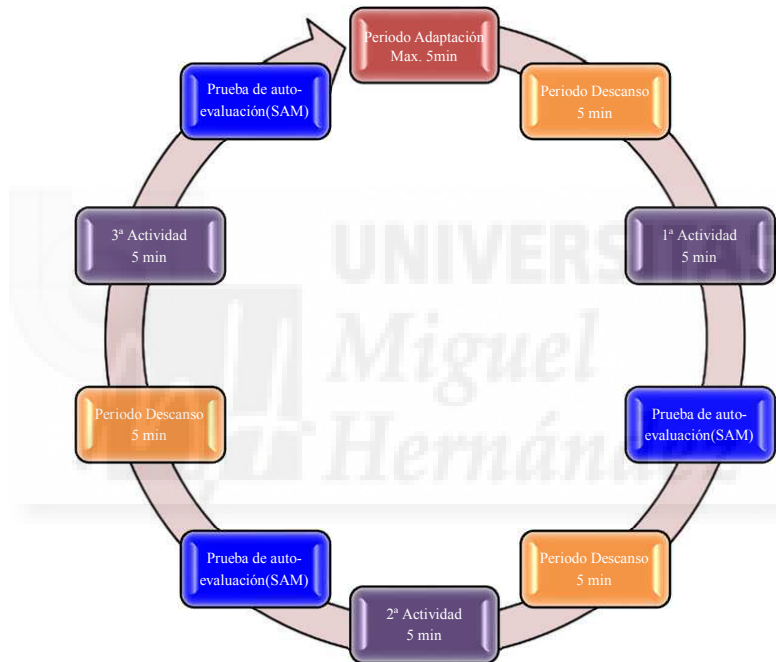 Periodo Adaptación
Max. 5min
Periodo Descanso
5 min
1ª Actividad
5 min
Prueba de auto-
evaluación(SAM)
Periodo Descanso
5 min
2ª Actividad
5 min
Prueba de auto-
evaluación(SAM)
Periodo Descanso
5 min
3ª Actividad
5 min
Prueba de auto-
evaluación(SAM)
UNIVERSITAS
Miguel
Hernández